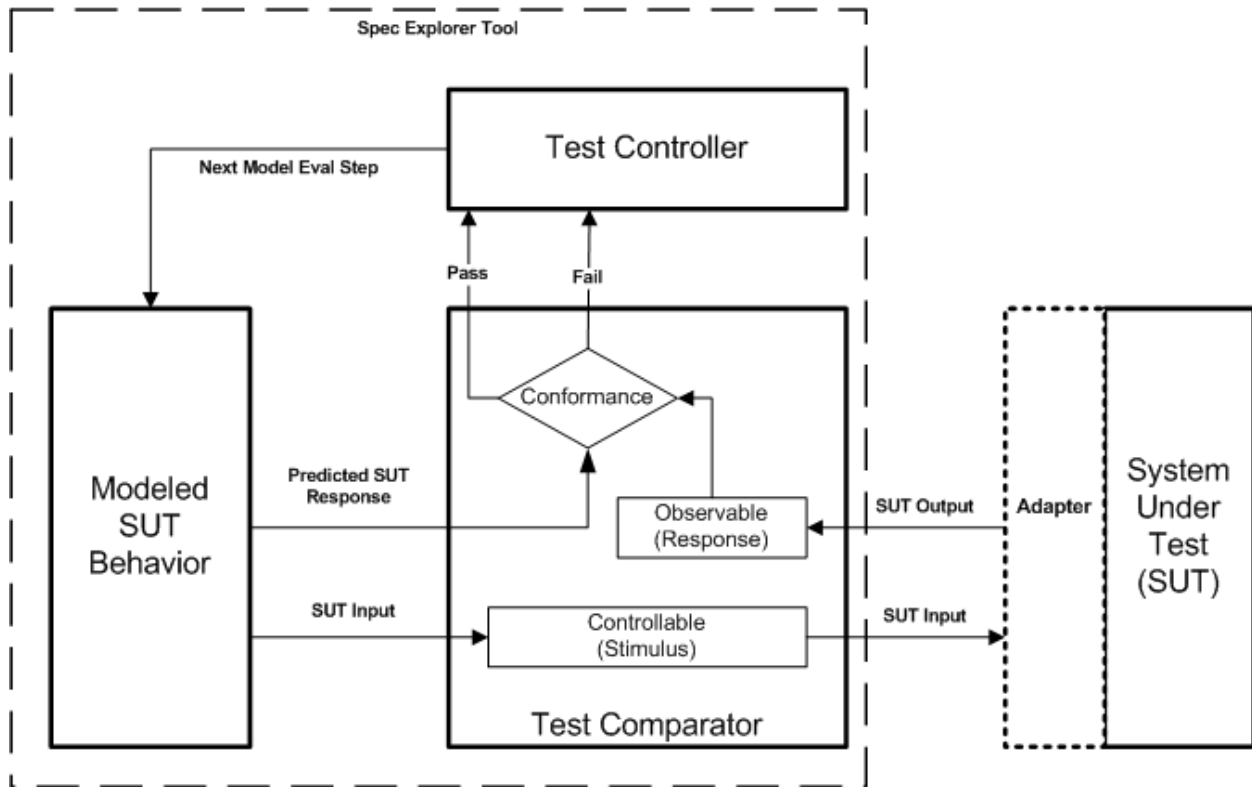 Spec Explorer Tool
Test Controller
Next Model Eval Step
Pass
Fail
Conformance
Modeled
SUT
Behavior
Predicted SUT
Response
Observable
(Response)
SUT Output
Adapter
System
Under
Test
(SUT)
SUT Input
Controllable
(Stimulus)
SUT Input
Test Comparator